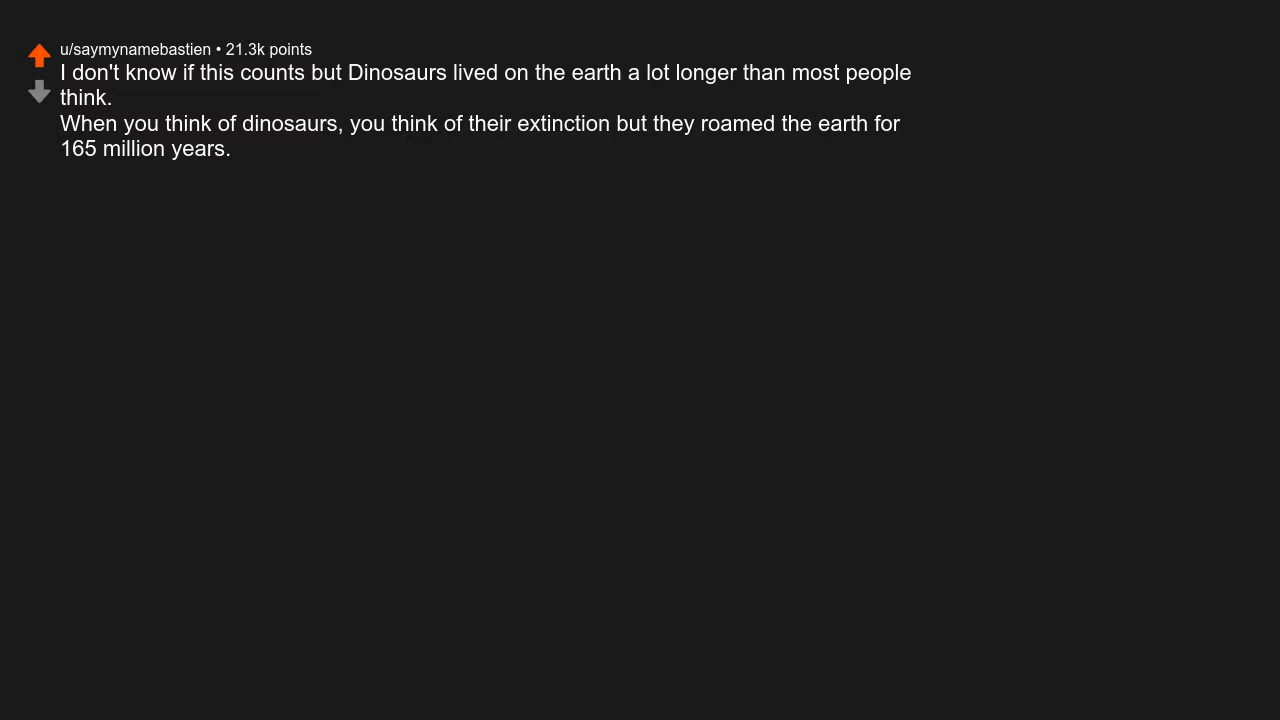 u/saymynamebastien • 21.3k points
I don't know if this counts but Dinosaurs lived on the earth a lot longer than most people
think.
When you think of dinosaurs, you think of their extinction but they roamed the earth for
165 million years.